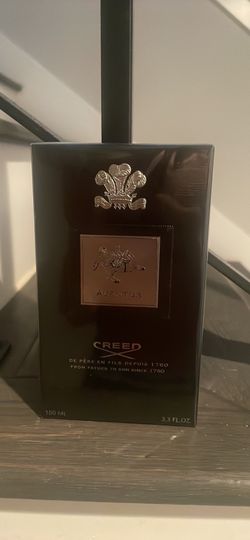 AVENTUS
CREED
DE PÈRE EN FILS DEPUIS 1760
FROM FATHER TO SON SINCE 1760
100 ML 3.3 FL.OZ